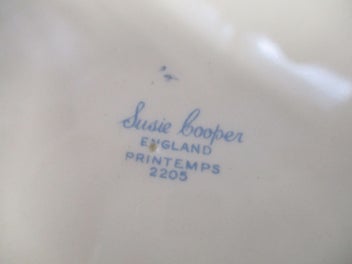 Susie Cooper
ENGLAND
PRINTEMPS
2205